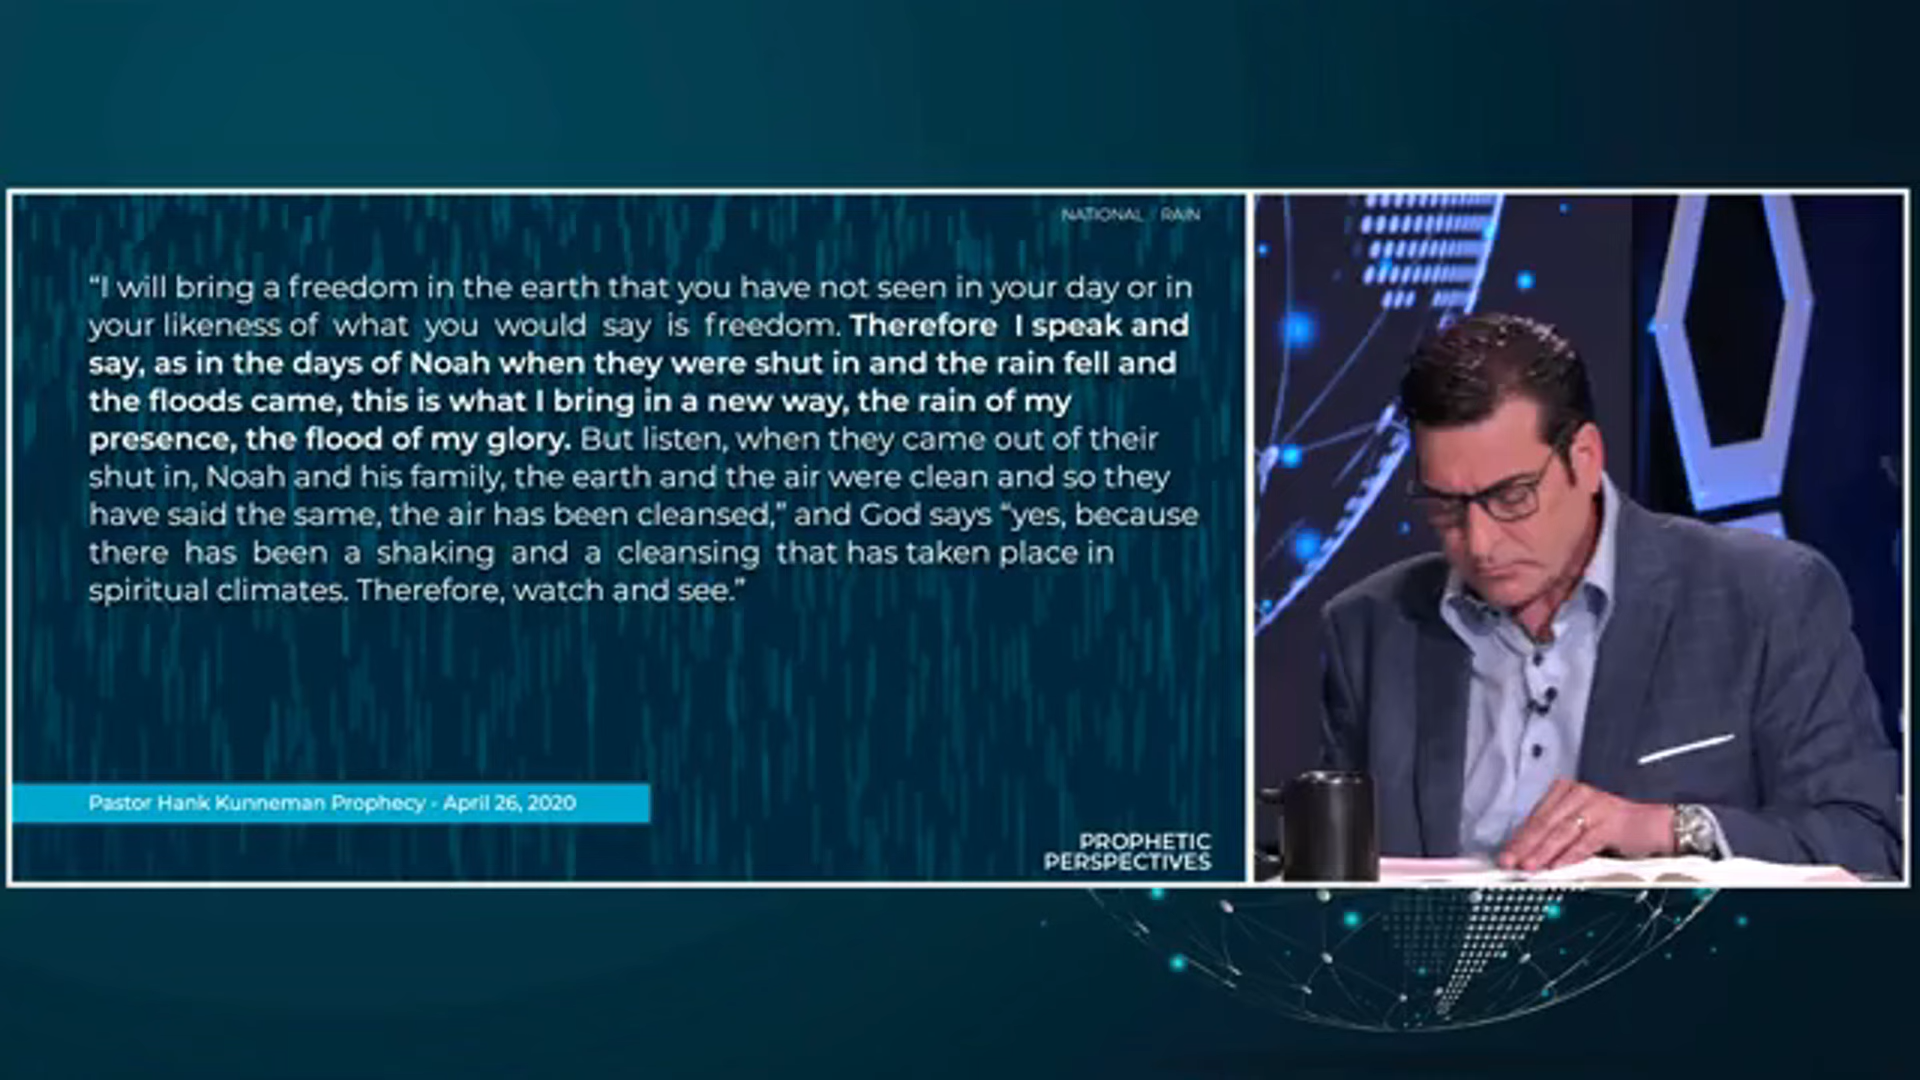 NATIONAL / RAIN
“I will bring a freedom in the earth that you have not seen in your day or in
your likeness of what you would say is freedom. Therefore I speak and
say, as in the days of Noah when they were shut in and the rain fell and
the floods came, this is what I bring in a new way, the rain of my
presence, the flood of my glory. But listen, when they came out of their
shut in, Noah and his family, the earth and the air were clean and so they
have said the same, the air has been cleansed,” and God says “yes, because
there has been a shaking and a cleansing that has taken place in
spiritual climates. Therefore, watch and see.”
Pastor Hank Kunneman Prophecy - April 26, 2020
PROPHETIC
PERSPECTIVES